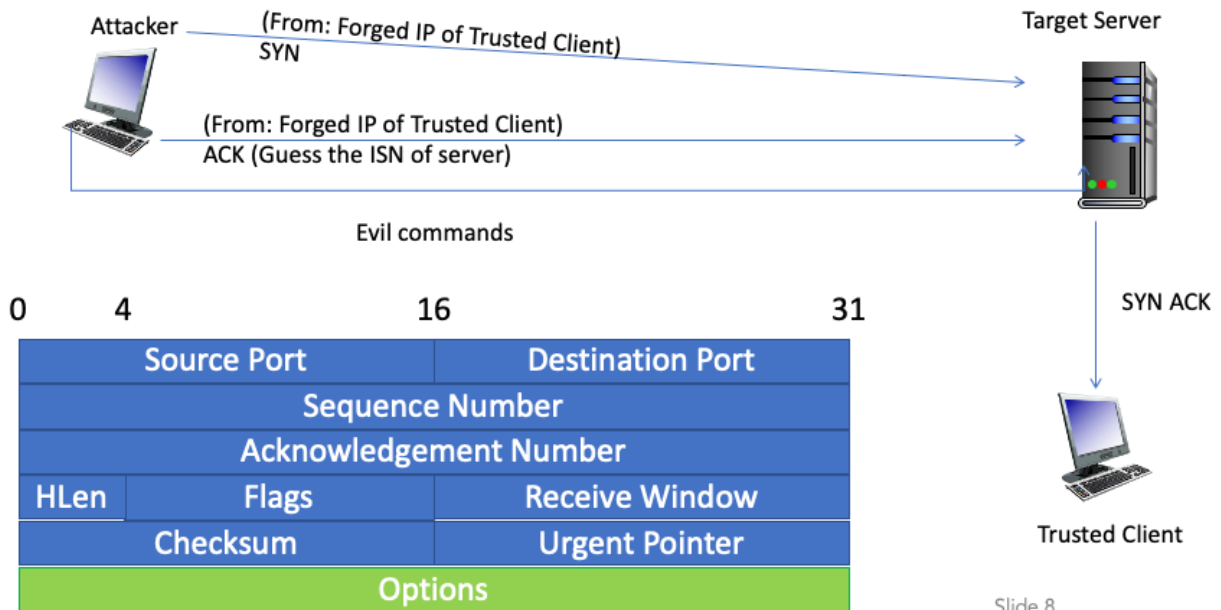 Attacker
(From: Forged IP of Trusted Client)
SYN
Target Server
(From: Forged IP of Trusted Client)
ACK (Guess the ISN of server)
Evil commands
SYN ACK
Trusted Client
0 4 16 31
Source Port Destination Port
Sequence Number
Acknowledgement Number
HLen Flags Receive Window
Checksum Urgent Pointer
Options
Slide 8